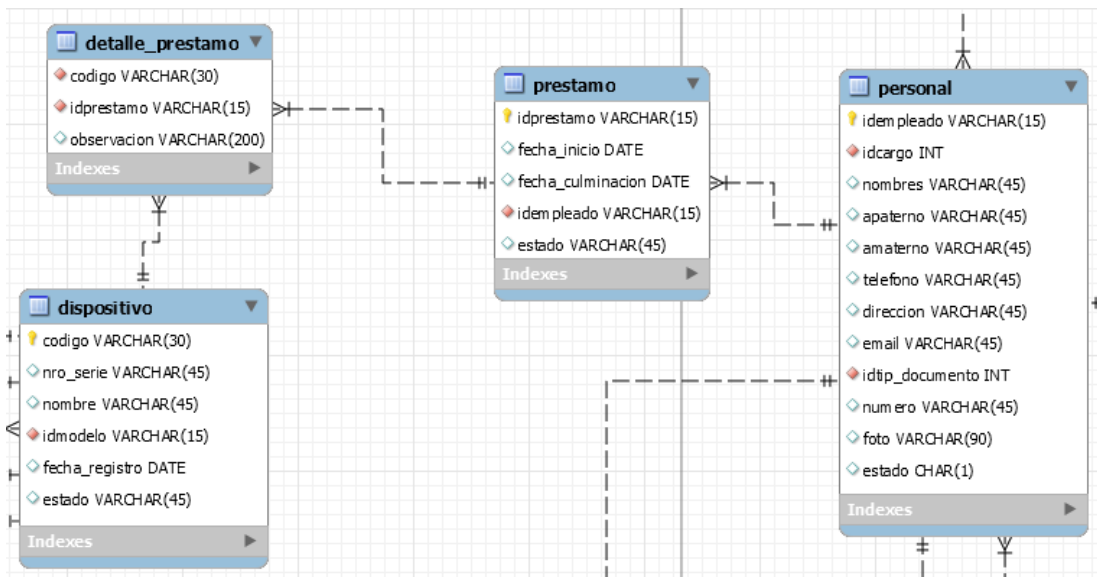 detalle_prestamo
codigo VARCHAR(30)
idprestamo VARCHAR(15)
observacion VARCHAR(200)
Indexes
prestamo
idprestamo VARCHAR(15)
fecha_inicio DATE
fecha_culminacion DATE
idempleado VARCHAR(15)
estado VARCHAR(45)
Indexes
personal
idempleado VARCHAR(15)
idcargo INT
nombres VARCHAR(45)
apaterno VARCHAR(45)
amaterno VARCHAR(45)
telefono VARCHAR(45)
direccion VARCHAR(45)
email VARCHAR(45)
idtip_documento INT
numero VARCHAR(45)
foto VARCHAR(90)
estado CHAR(1)
Indexes
dispositivo
codigo VARCHAR(30)
nro_serie VARCHAR(45)
nombre VARCHAR(45)
idmodelo VARCHAR(15)
fecha_registro DATE
estado VARCHAR(45)
Indexes